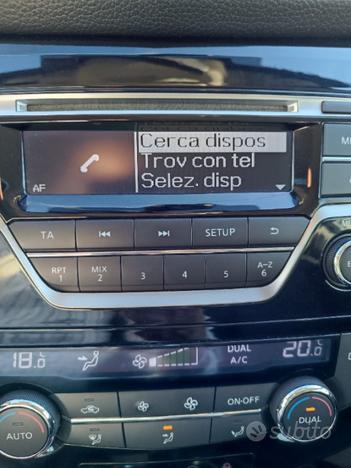 Cerca dispos
Trov con tel
Selez. disp
AF
TA
SETUP
RPT
1
MIX
2
3
4
5
A-Z
6
18.0 °C
DUAL
A/C
20.0 °C
AUTO
ON·OFF
DUAL
subito